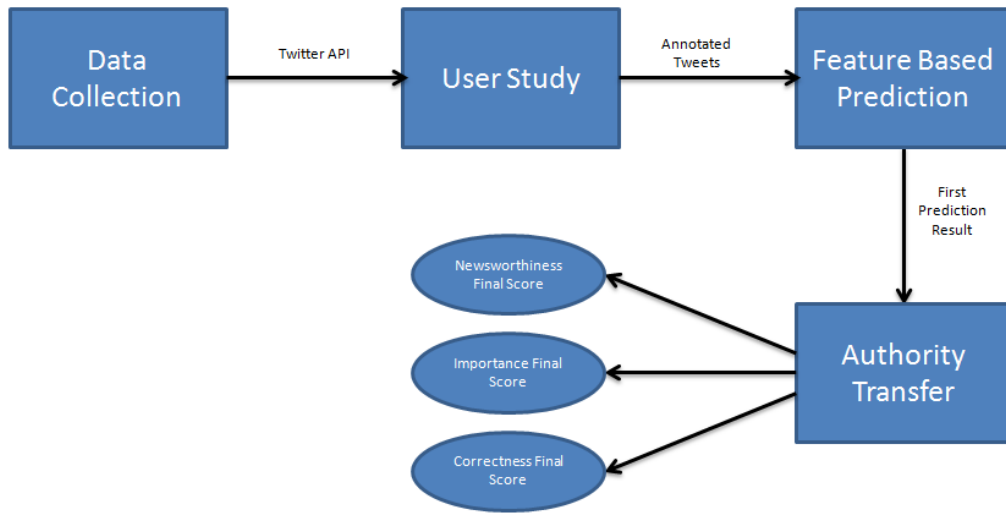 Data
Collection
Twitter API
User Study
Annotated
Tweets
Feature Based
Prediction
First
Prediction
Result
Newsworthiness
Final Score
Importance Final
Score
Correctness Final
Score
Authority
Transfer